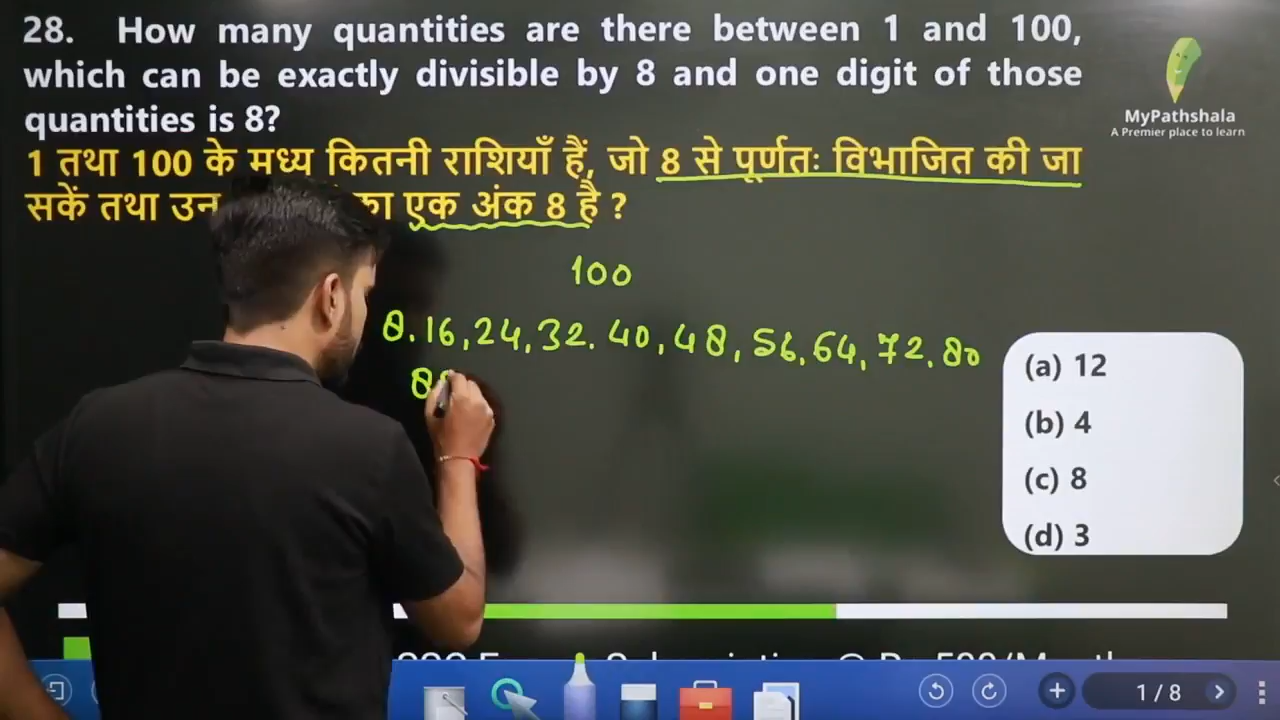 28. How many quantities are there between 1 and 100,
which can be exactly divisible by 8 and one digit of those
quantities is 8?
1 तथा 100 के मध्य कितनी राशियाँ हैं, जो 8 से पूर्णतः विभाजित की जा
सकें तथा उन का एक अंक 8 है ?
MyPathshala
A Premier place to learn
100
8.16,24,32.40,48,56,64,72.80
88
(a) 12
(b) 4
(c) 8
(d) 3
1 / 8